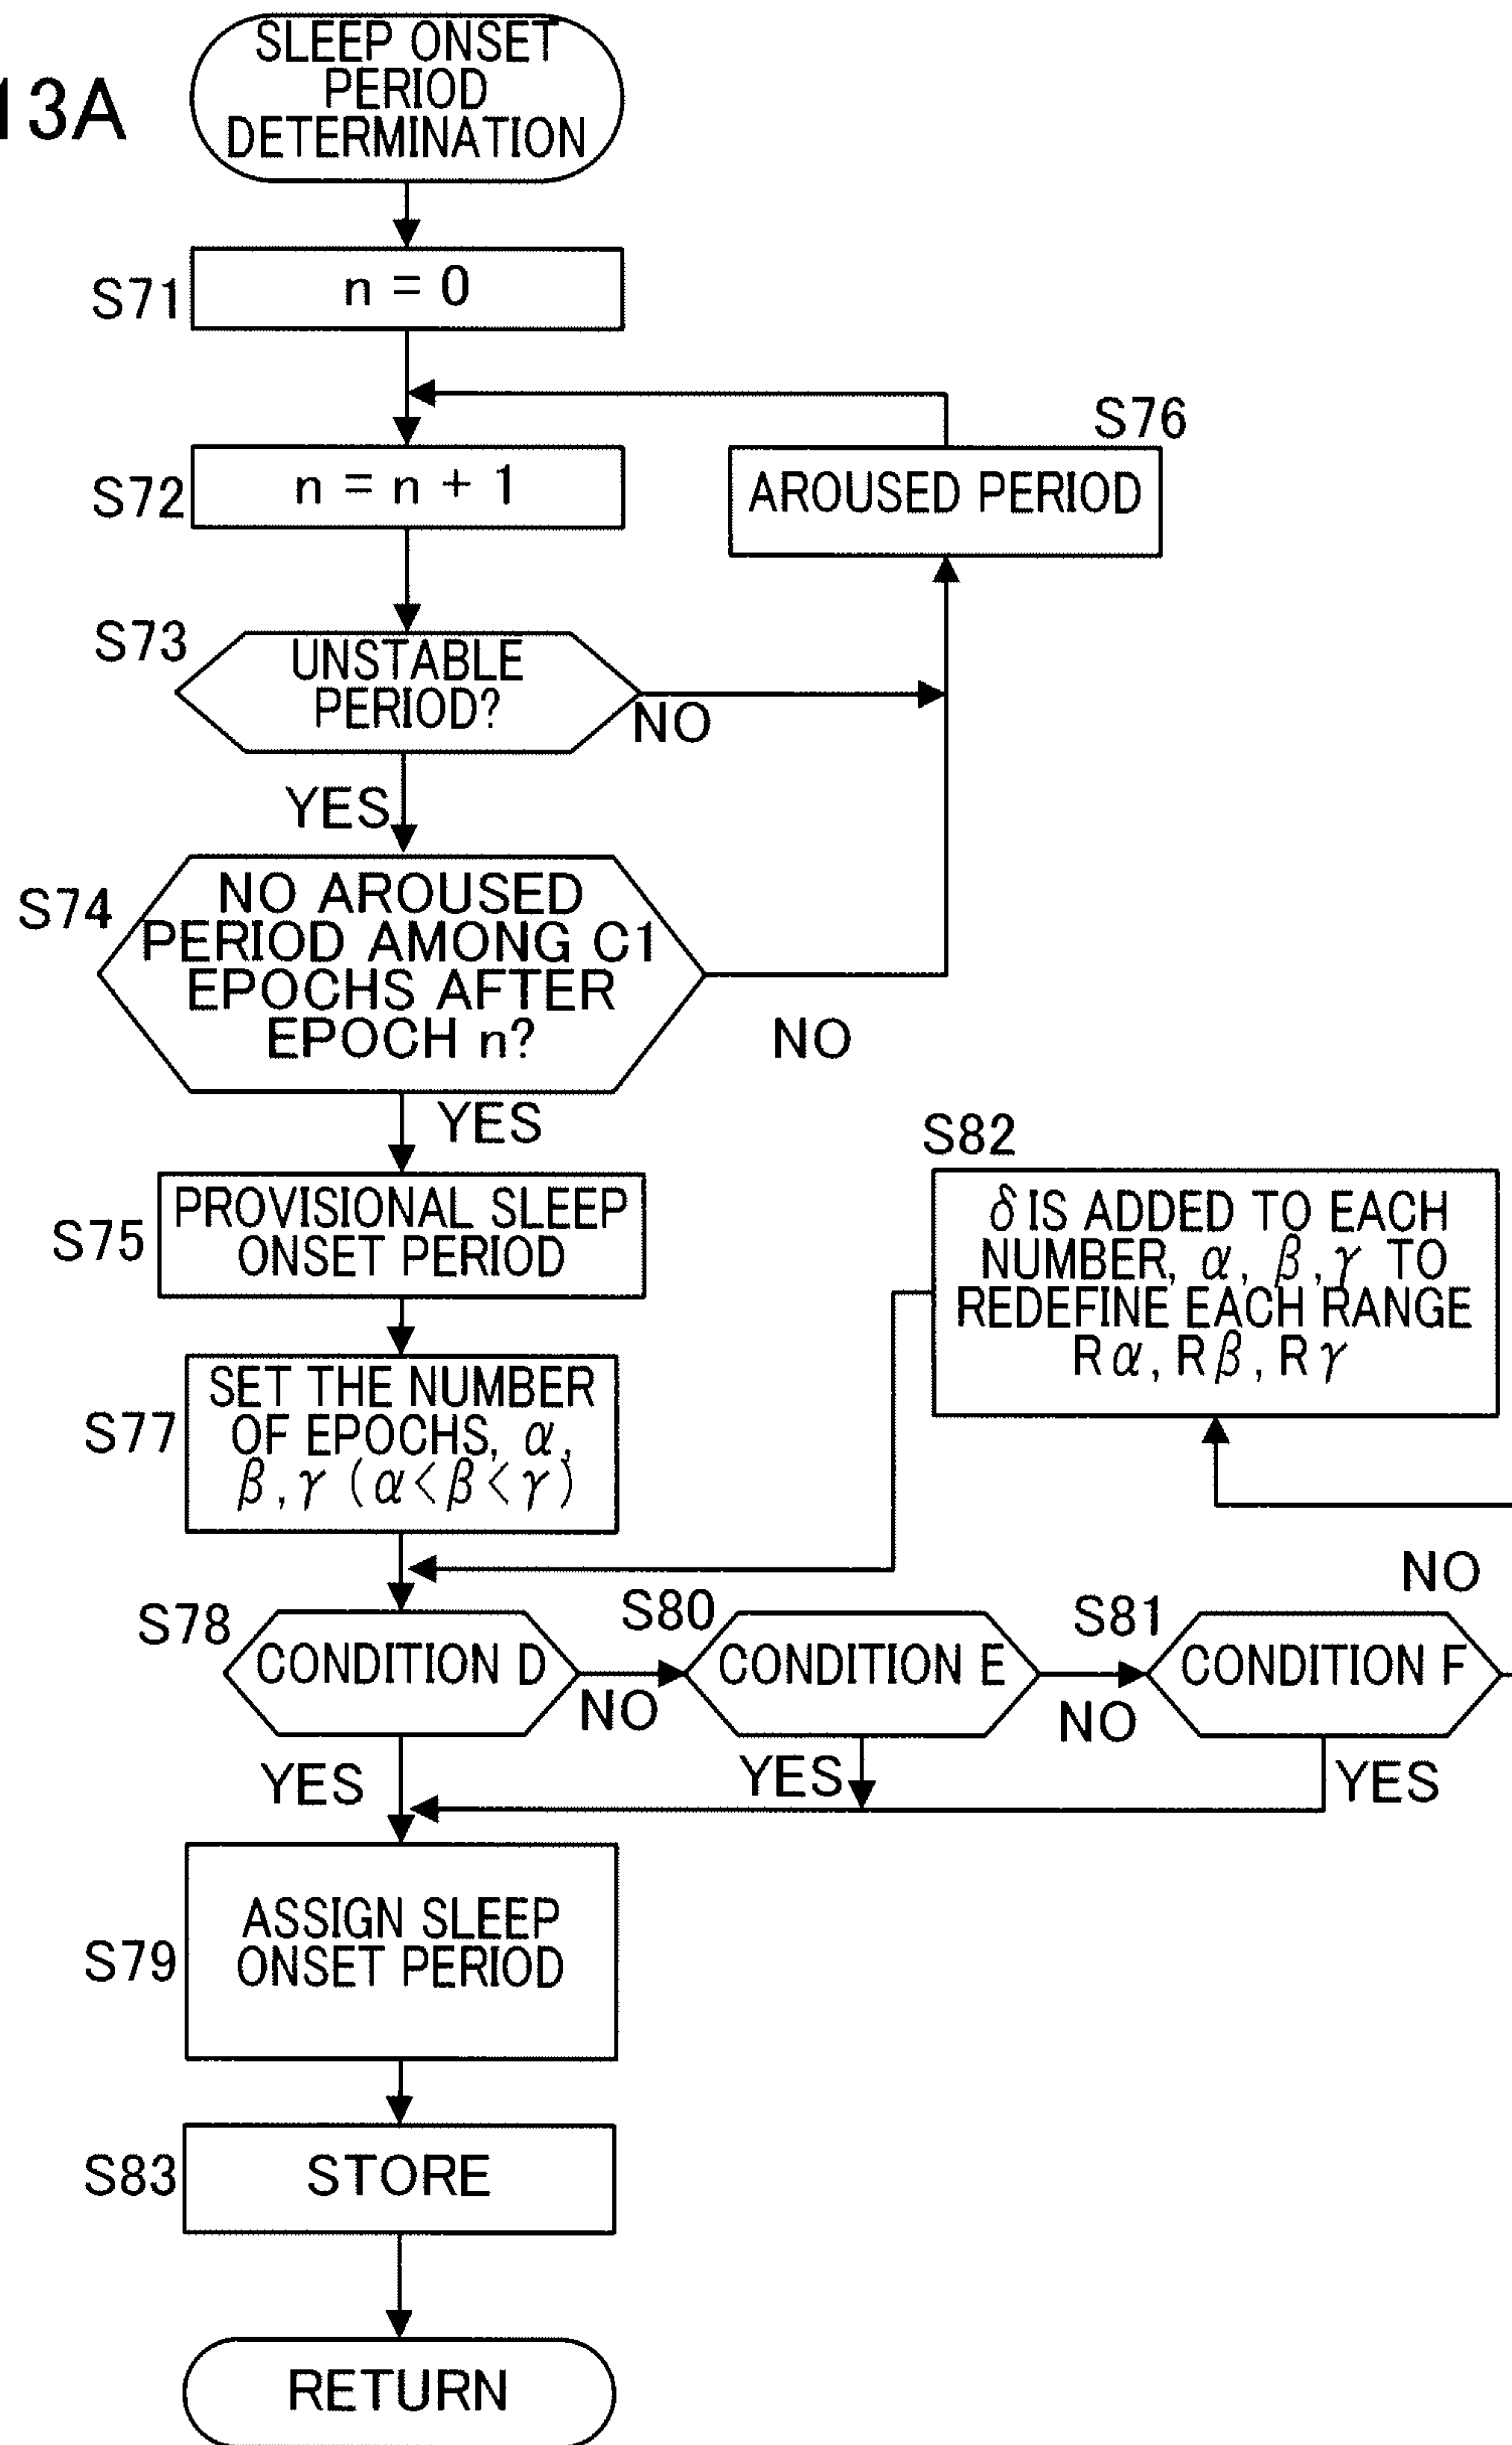 13A
SLEEP ONSET
PERIOD
DETERMINATION
S71
n = 0
S76
AROUSED PERIOD
S72
n = n + 1
S73
UNSTABLE
PERIOD?
NO
YES
S74
NO AROUSED
PERIOD AMONG C1
EPOCHS AFTER
EPOCH n?
NO
YES
S75
PROVISIONAL SLEEP
ONSET PERIOD
S82
δ IS ADDED TO EACH
NUMBER, α, β, γ TO
REDEFINE EACH RANGE
Rα, Rβ, Rγ
S77
SET THE NUMBER
OF EPOCHS, α,
β, γ (α<β<γ)
S78
CONDITION D
NO
S80
CONDITION E
NO
S81
CONDITION F
NO
YES
YES
YES
S79
ASSIGN SLEEP
ONSET PERIOD
S83
STORE
RETURN